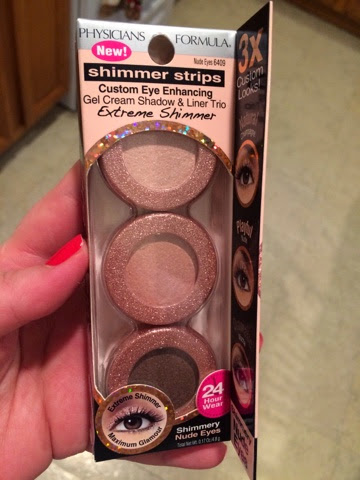 PHYSICIANS FORMULA®
New!
Nude Eyes 6409
shimmer strips
Custom Eye Enhancing
Gel Cream Shadow & Liner Trio
Extreme Shimmer
3X
Custom
Looks!
Playful
Extreme Shimmer
Maximum Glamour
24
Hour
Wear
Shimmery
Nude Eyes